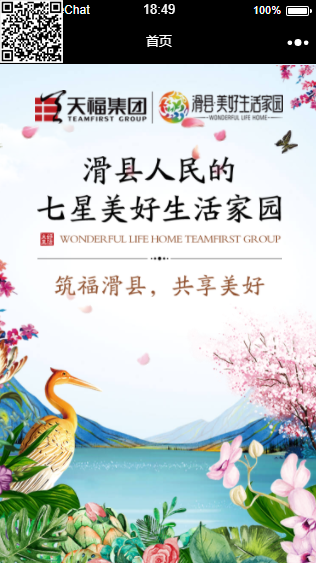 Chat 18:49 100%
首页
天福集团 滑县·美好生活家园
TEAMFIRST GROUP WONDERFUL LIFE HOME
滑县人民的
七星美好生活家园
WONDERFUL LIFE HOME TEAMFIRST GROUP
筑福滑县，共享美好